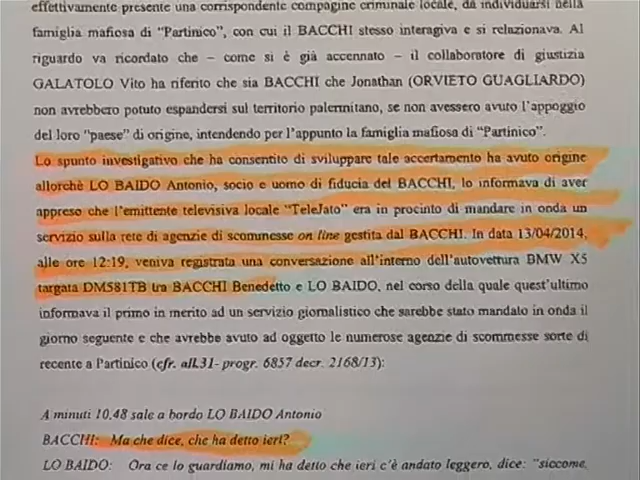 effettivamente presente una corrispondente compagine criminale locale, da individuarsi nella
famiglia mafiosa di "Partinico", con cui il BACCHI stesso interagiva e si relazionava. Al
riguardo va ricordato che – come si è già accennato – il collaboratore di giustizia
GALATOLO Vito ha riferito che sia BACCHI che Jonathan (ORVIETO GUAGLIARDO)
non avrebbero potuto espandersi sul territorio palermitano, se non avessero avuto l'appoggio
del loro "paese" di origine, intendendo per l'appunto la famiglia mafiosa di "Partinico".
Lo spunto investigativo che ha consentito di sviluppare tale accertamento ha avuto origine
allorchè LO BAIDO Antonio, socio e uomo di fiducia del BACCHI, lo informava di aver
appreso che l'emittente televisiva locale "TeleJato" era in procinto di mandare in onda un
servizio sulla rete di agenzie di scommesse on line gestita dal BACCHI. In data 13/04/2014,
alle ore 12:19, veniva registrata una conversazione all'interno dell'autovettura BMW X5
targata DM581TB tra BACCHI Benedetto e LO BAIDO, nel corso della quale quest'ultimo
informava il primo in merito ad un servizio giornalistico che sarebbe stato mandato in onda il
giorno seguente e che avrebbe avuto ad oggetto le numerose agenzie di scommesse sorte di
recente a Partinico (cfr. all.31- progr. 6857 decr. 2168/13):
A minuti 10.48 sale a bordo LO BAIDO Antonio
BACCHI: Ma che dice, che ha detto ieri?
LO BAIDO: Ora ce lo guardiamo, mi ha detto che ieri c'è andato leggero, dice: "siccome,